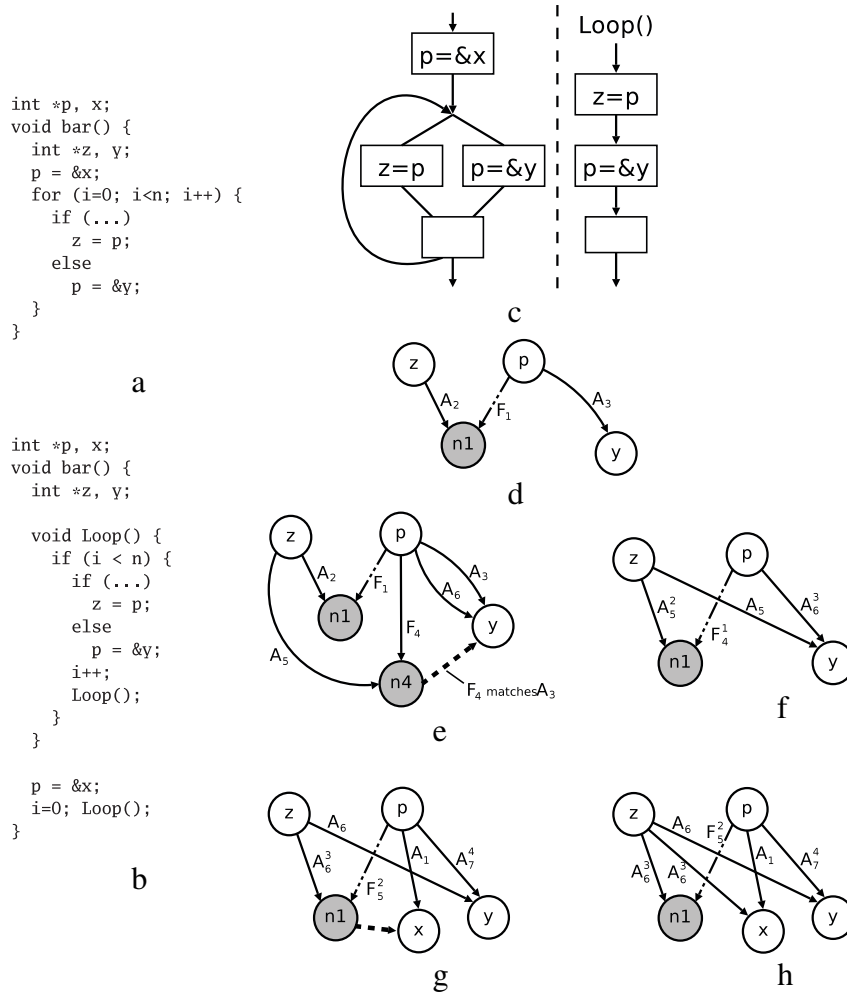 int *p, x;
void bar() {
int *z, y;
p = &x;
for (i=0; i<n; i++) {
if (...)
z = p;
else
p = &y;
}
}
a
p=&x
z=p
p=&y
Loop()
z=p
p=&y
c
z
p
A2
F1
A3
n1
y
d
int *p, x;
void bar() {
int *z, y;
void Loop() {
if (i < n) {
if (...)
z = p;
else
p = &y;
i++;
Loop();
}
}
p = &x;
i=0; Loop();
}
b
z
p
A2
F1
A3
A6
n1
F4
y
A5
n4
F4 matches A3
e
z
p
A5^2
A5
A6^3
F4^1
n1
y
f
z
p
A6
A6^3
F5^2
A1
A7^4
n1
x
y
g
z
p
A6
F5^2
A6^3
A6^3
A1
A7^4
n1
x
y
h